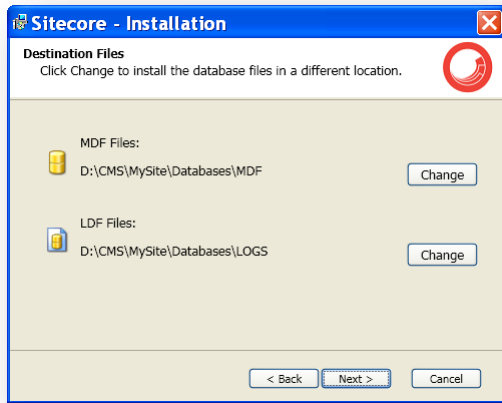 Sitecore - Installation
Destination Files
Click Change to install the database files in a different location.
MDF Files:
D:\CMS\MySite\Databases\MDF
Change
LDF Files:
D:\CMS\MySite\Databases\LOGS
Change
< Back
Next >
Cancel